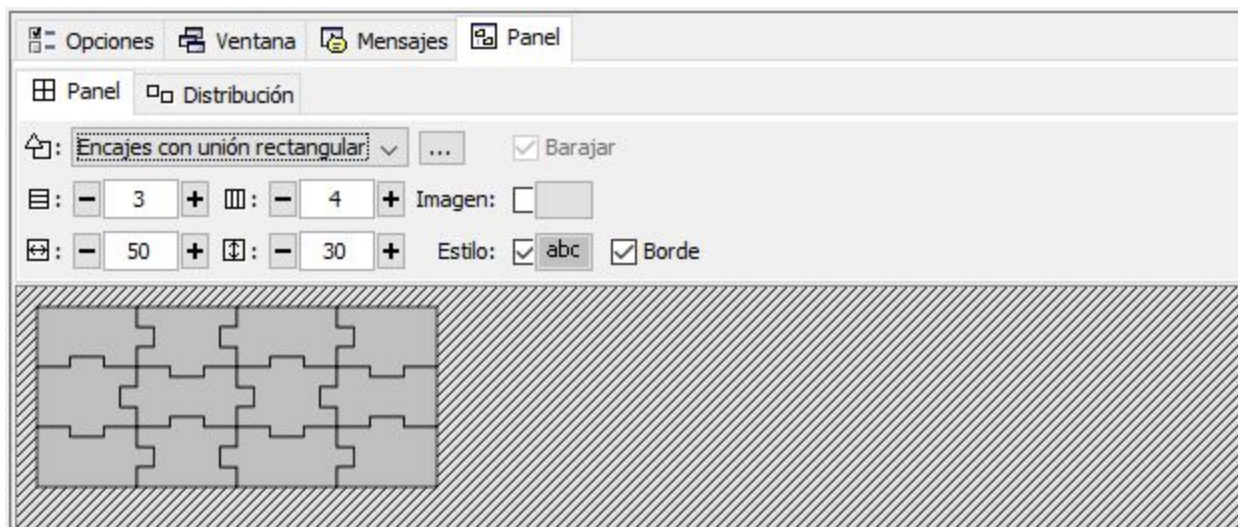 Opciones Ventana Mensajes Panel
Panel Distribución
: Encajes con unión rectangular ... Barajar
: − 3 + : − 4 + Imagen:
: − 50 + : − 30 + Estilo: abc Borde